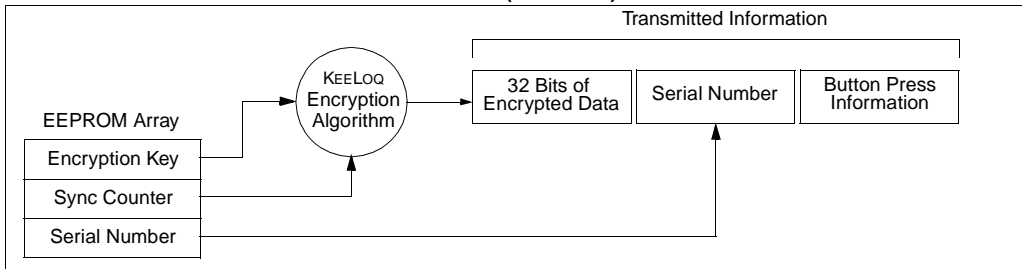 Transmitted Information
KEELOQ
Encryption
Algorithm
32 Bits of
Encrypted Data
Serial Number
Button Press
Information
EEPROM Array
Encryption Key
Sync Counter
Serial Number